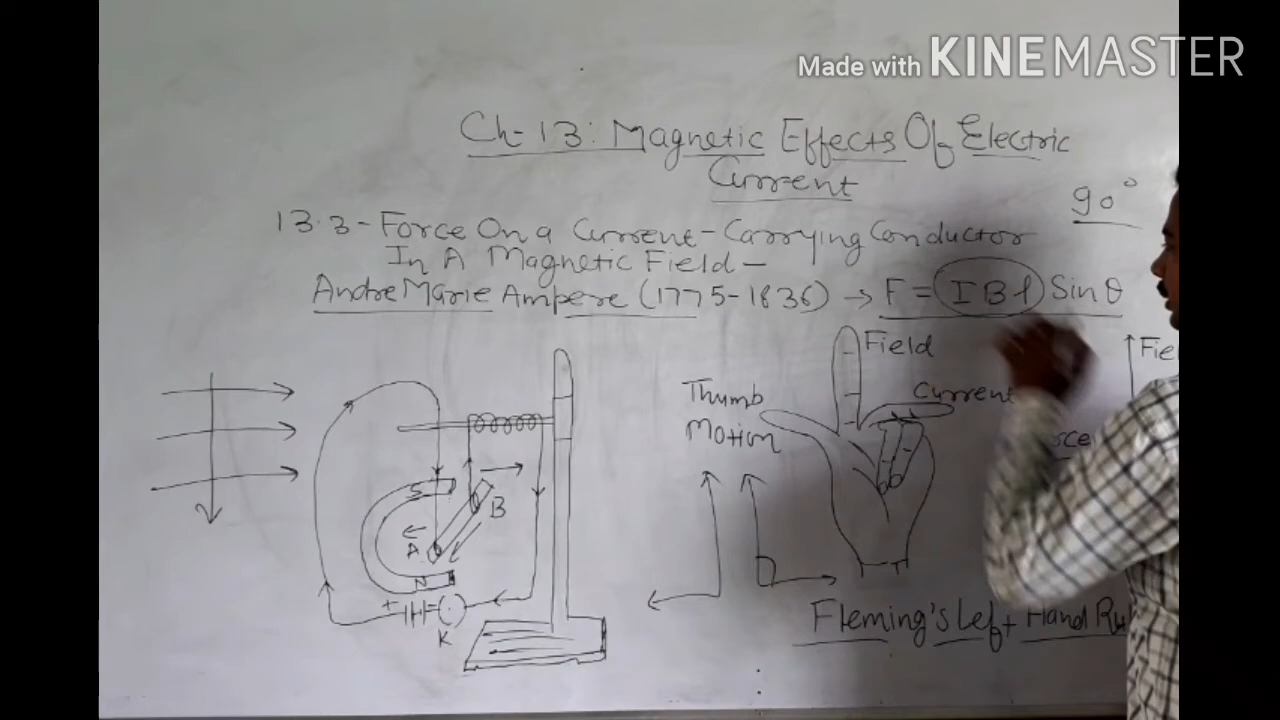 Made with KINEMASTER
Ch-13: Magnetic Effects Of Electric
Current
90°
13.3-Force On a Current-Carrying Conductor
In A Magnetic Field-
Andre Marie Ampere (1775-1836) → F = IBl Sin θ
Field
Thumb
Motion
Current
S
B
A
N
+
K
Fleming's Left Hand